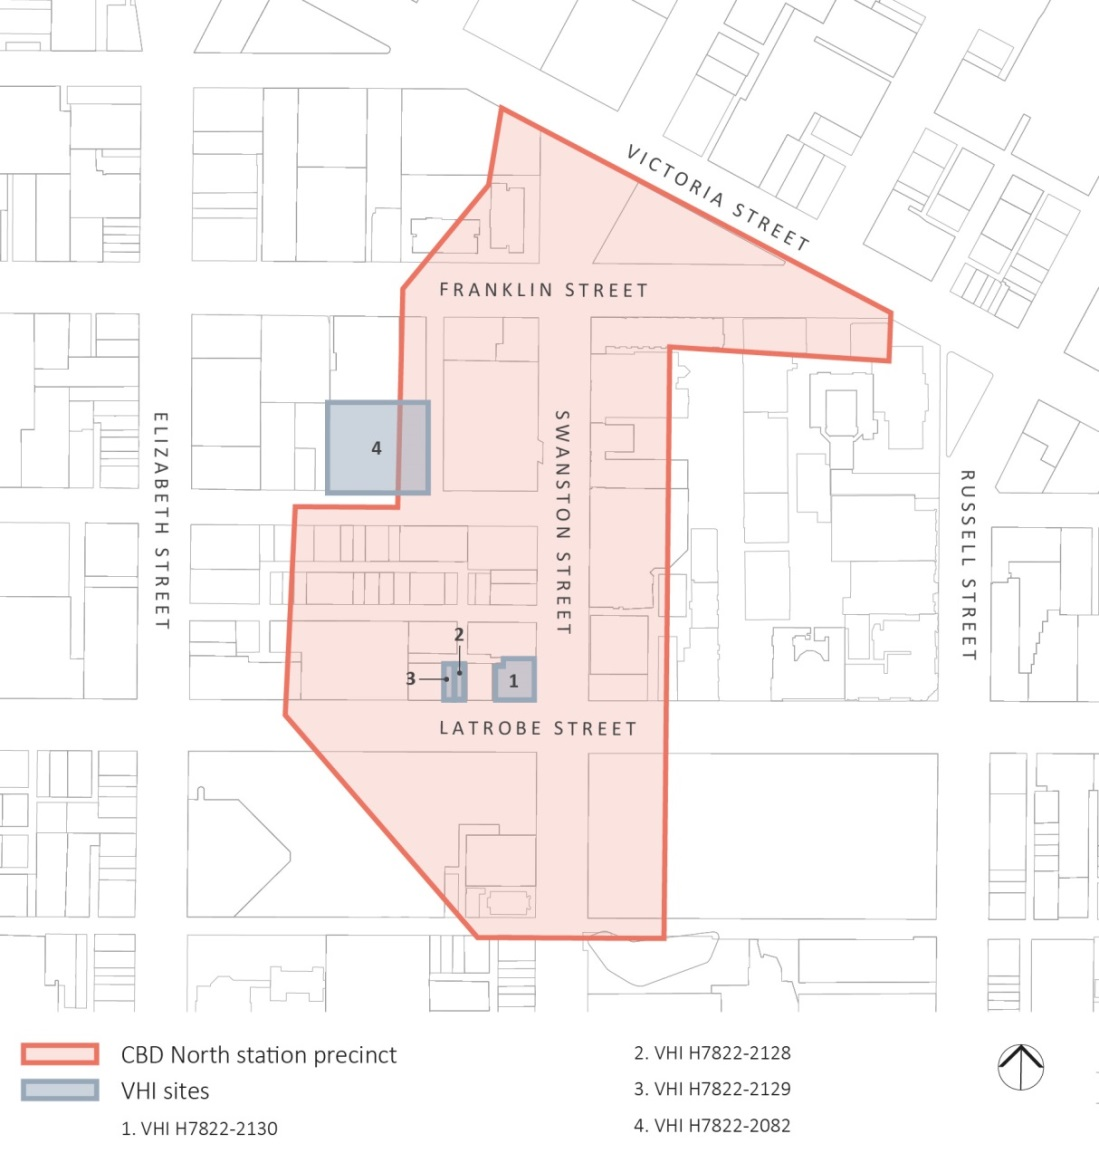 VICTORIA STREET
FRANKLIN STREET
4
ELIZABETH STREET
SWANSTON STREET
RUSSELL STREET
2
3
1
LATROBE STREET
CBD North station precinct
VHI sites
1. VHI H7822-2130
2. VHI H7822-2128
3. VHI H7822-2129
4. VHI H7822-2082